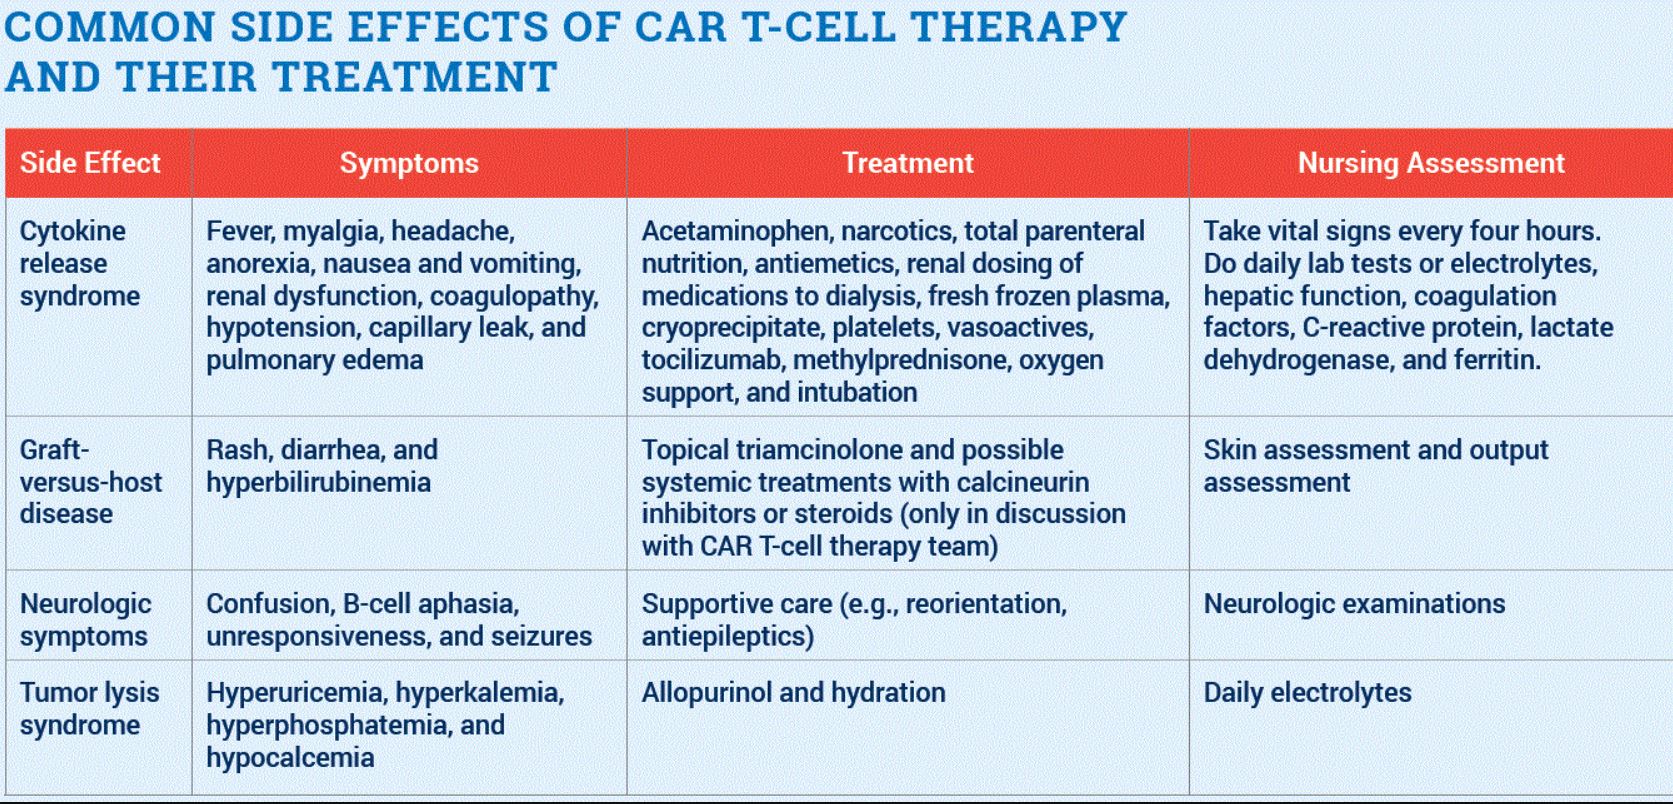 COMMON SIDE EFFECTS OF CAR T-CELL THERAPY
AND THEIR TREATMENT
Side Effect
Symptoms
Treatment
Nursing Assessment
Cytokine
release
syndrome
Fever, myalgia, headache,
anorexia, nausea and vomiting,
renal dysfunction, coagulopathy,
hypotension, capillary leak, and
pulmonary edema
Acetaminophen, narcotics, total parenteral
nutrition, antiemetics, renal dosing of
medications to dialysis, fresh frozen plasma,
cryoprecipitate, platelets, vasoactives,
tocilizumab, methylprednisone, oxygen
support, and intubation
Take vital signs every four hours.
Do daily lab tests or electrolytes,
hepatic function, coagulation
factors, C-reactive protein, lactate
dehydrogenase, and ferritin.
Graft-
versus-host
disease
Rash, diarrhea, and
hyperbilirubinemia
Topical triamcinolone and possible
systemic treatments with calcineurin
inhibitors or steroids (only in discussion
with CAR T-cell therapy team)
Skin assessment and output
assessment
Neurologic
symptoms
Confusion, B-cell aphasia,
unresponsiveness, and seizures
Supportive care (e.g., reorientation,
antiepileptics)
Neurologic examinations
Tumor lysis
syndrome
Hyperuricemia, hyperkalemia,
hyperphosphatemia, and
hypocalcemia
Allopurinol and hydration
Daily electrolytes